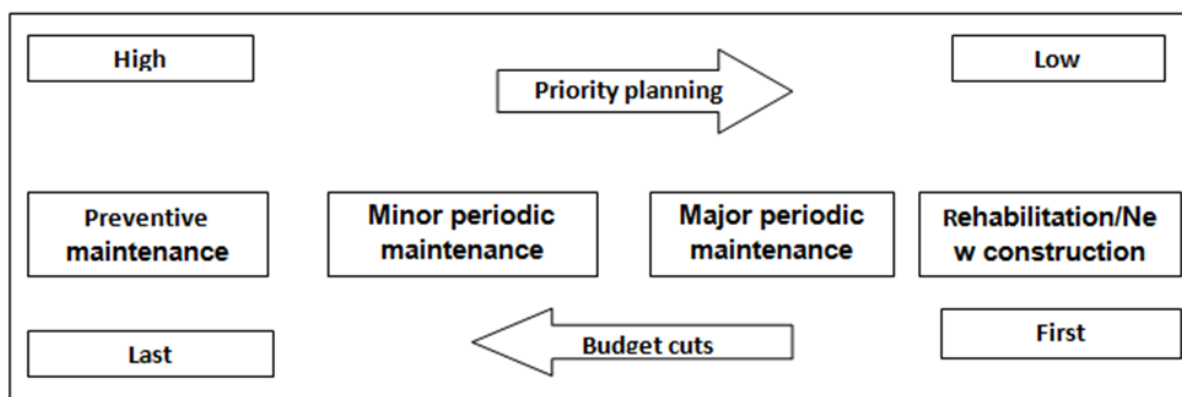 High
Low
Priority planning
Preventive
maintenance
Minor periodic
maintenance
Major periodic
maintenance
Rehabilitation/Ne
w construction
Last
Budget cuts
First